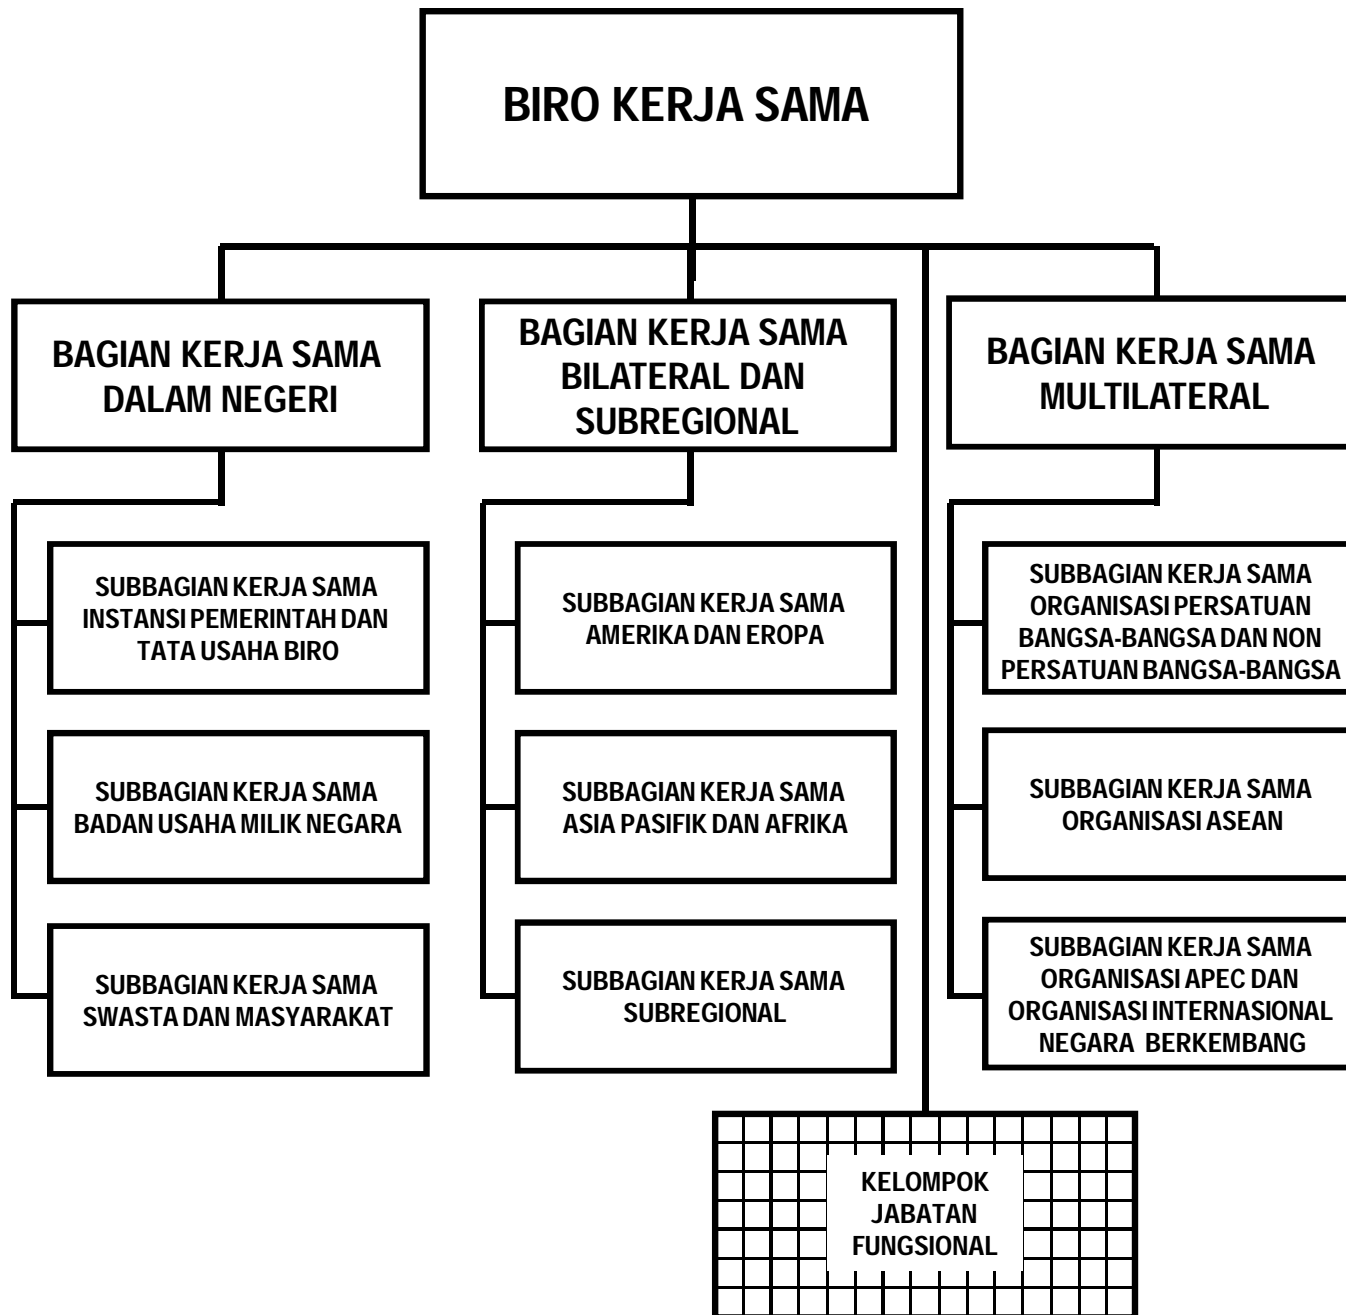 BIRO KERJA SAMA
BAGIAN KERJA SAMA
DALAM NEGERI
BAGIAN KERJA SAMA
BILATERAL DAN
SUBREGIONAL
BAGIAN KERJA SAMA
MULTILATERAL
SUBBAGIAN KERJA SAMA
INSTANSI PEMERINTAH DAN
TATA USAHA BIRO
SUBBAGIAN KERJA SAMA
BADAN USAHA MILIK NEGARA
SUBBAGIAN KERJA SAMA
SWASTA DAN MASYARAKAT
SUBBAGIAN KERJA SAMA
AMERIKA DAN EROPA
SUBBAGIAN KERJA SAMA
ASIA PASIFIK DAN AFRIKA
SUBBAGIAN KERJA SAMA
SUBREGIONAL
SUBBAGIAN KERJA SAMA
ORGANISASI PERSATUAN
BANGSA-BANGSA DAN NON
PERSATUAN BANGSA-BANGSA
SUBBAGIAN KERJA SAMA
ORGANISASI ASEAN
SUBBAGIAN KERJA SAMA
ORGANISASI APEC DAN
ORGANISASI INTERNASIONAL
NEGARA BERKEMBANG
KELOMPOK
JABATAN
FUNGSIONAL